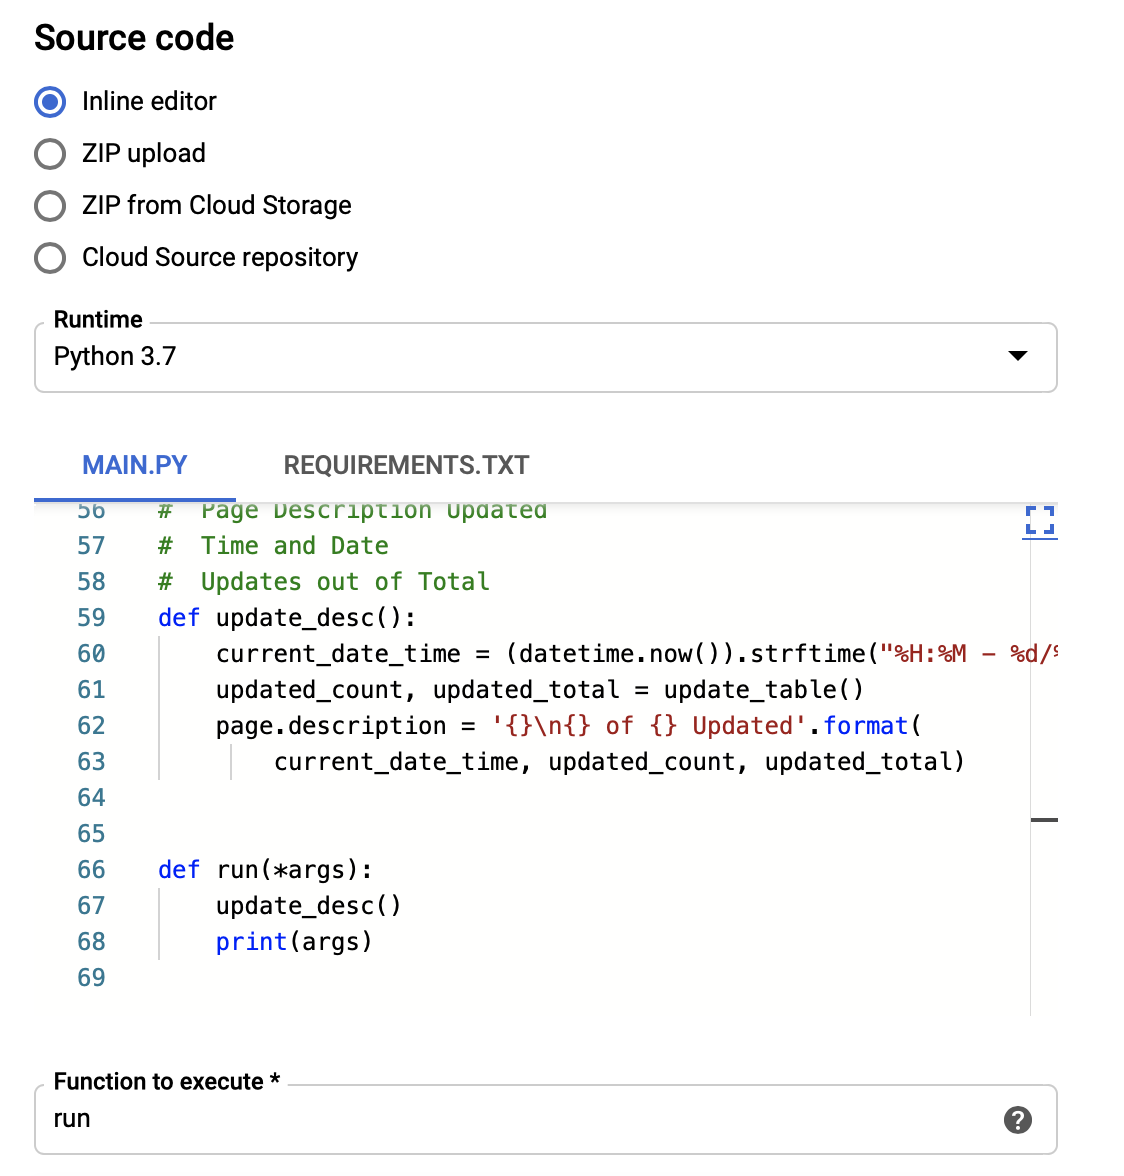 Source code
Inline editor
ZIP upload
ZIP from Cloud Storage
Cloud Source repository
Runtime
Python 3.7
MAIN.PY REQUIREMENTS.TXT
56 # Page Description Updated
57 # Time and Date
58 # Updates out of Total
59 def update_desc():
60 current_date_time = (datetime.now()).strftime("%H:%M - %d/%
61 updated_count, updated_total = update_table()
62 page.description = '{}\n{} of {} Updated'.format(
63 current_date_time, updated_count, updated_total)
64
65
66 def run(*args):
67 update_desc()
68 print(args)
69
Function to execute *
run
?